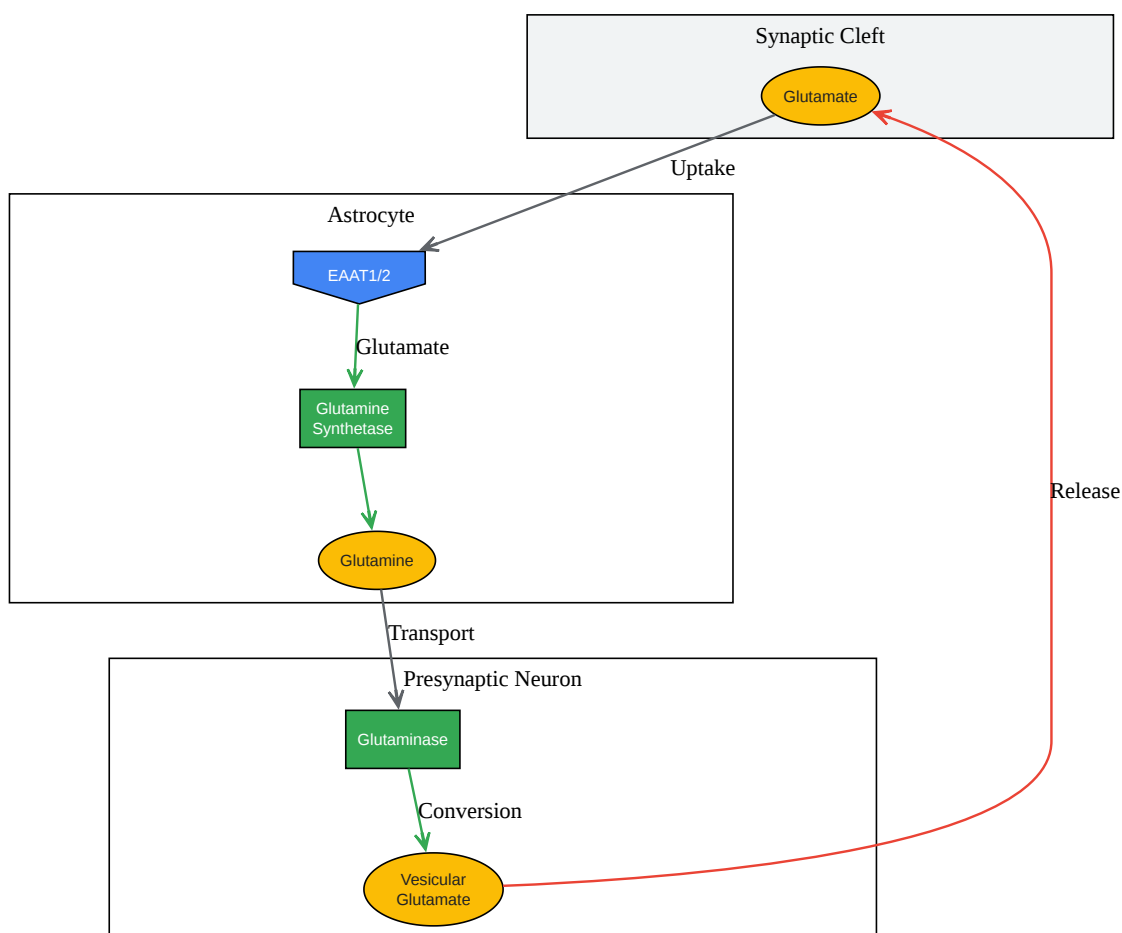 Synaptic Cleft
Glutamate
Uptake
Astrocyte
EAAT1/2
Glutamate
Glutamine
Synthetase
Release
Glutamine
Transport
Presynaptic Neuron
Glutaminase
Conversion
Vesicular
Glutamate